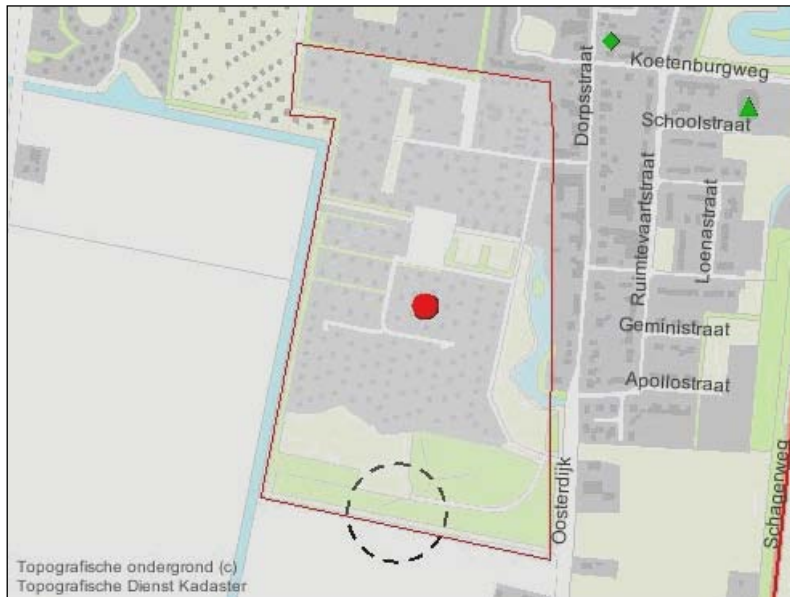 Koetenburgweg
Dorpsstraat
Schoolstraat
Ruimtevaartstraat
Loenastraat
Geministraat
Apollostraat
Oosterdijk
Schagerweg
Topografische ondergrond (c)
Topografische Dienst Kadaster